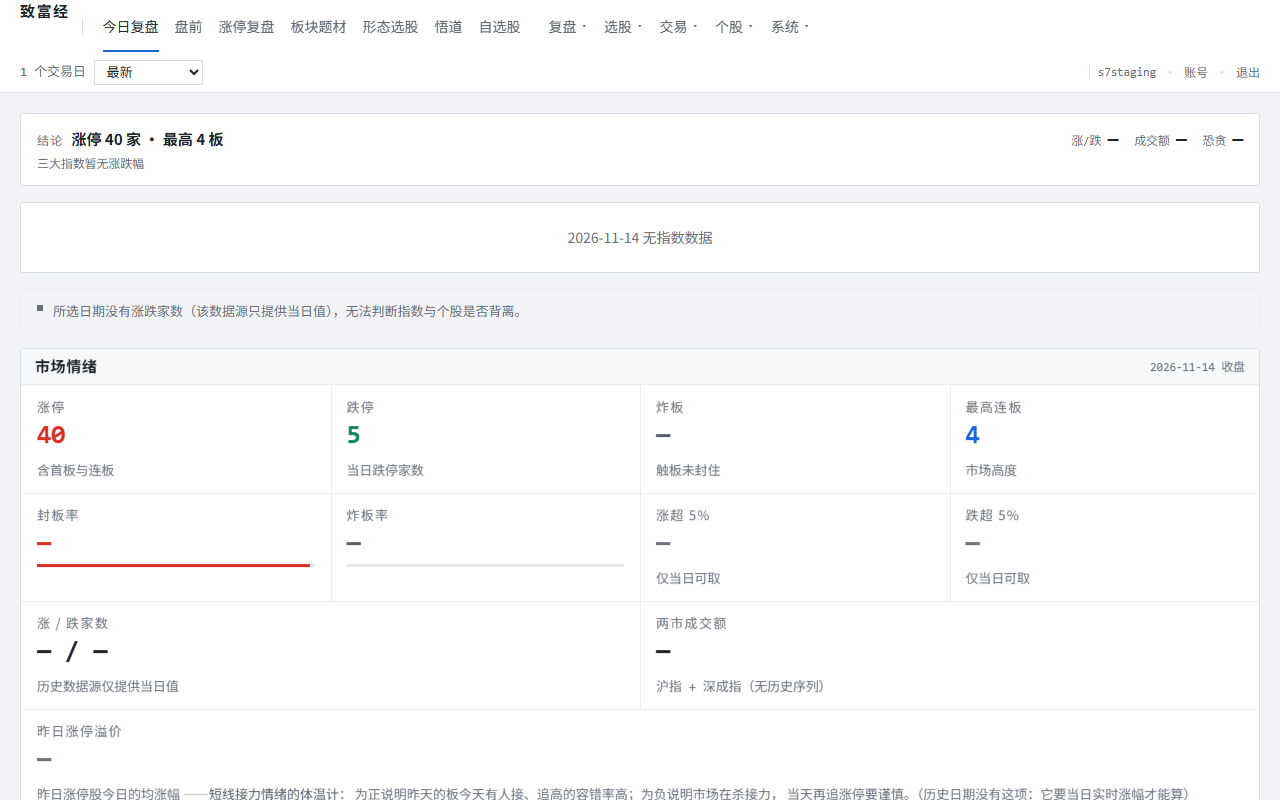 致富经
今日复盘 盘前 涨停复盘 板块题材 形态选股 悟道 自选股 复盘 选股 交易 个股 系统
1 个交易日 最新 s7staging · 账号 · 退出
结论 涨停 40 家 · 最高 4 板 涨/跌 — 成交额 — 恐贪 —
三大指数暂无涨跌幅
2026-11-14 无指数数据
所选日期没有涨跌家数（该数据源只提供当日值），无法判断指数与个股是否背离。
市场情绪 2026-11-14 收盘
涨停 跌停 炸板 最高连板
40 5 — 4
含首板与连板 当日跌停家数 触板未封住 市场高度
封板率 炸板率 涨超 5% 跌超 5%
— — — —
仅当日可取 仅当日可取
涨 / 跌家数 两市成交额
— / — —
历史数据源仅提供当日值 沪指 + 深成指（无历史序列）
昨日涨停溢价
—
昨日涨停股今日的均涨幅 ——短线接力情绪的体温计： 为正说明昨天的板今天有人接、追高的容错率高；为负说明市场在杀接力， 当天再追涨停要谨慎。（历史日期没有这项：它要当日实时涨幅才能算）